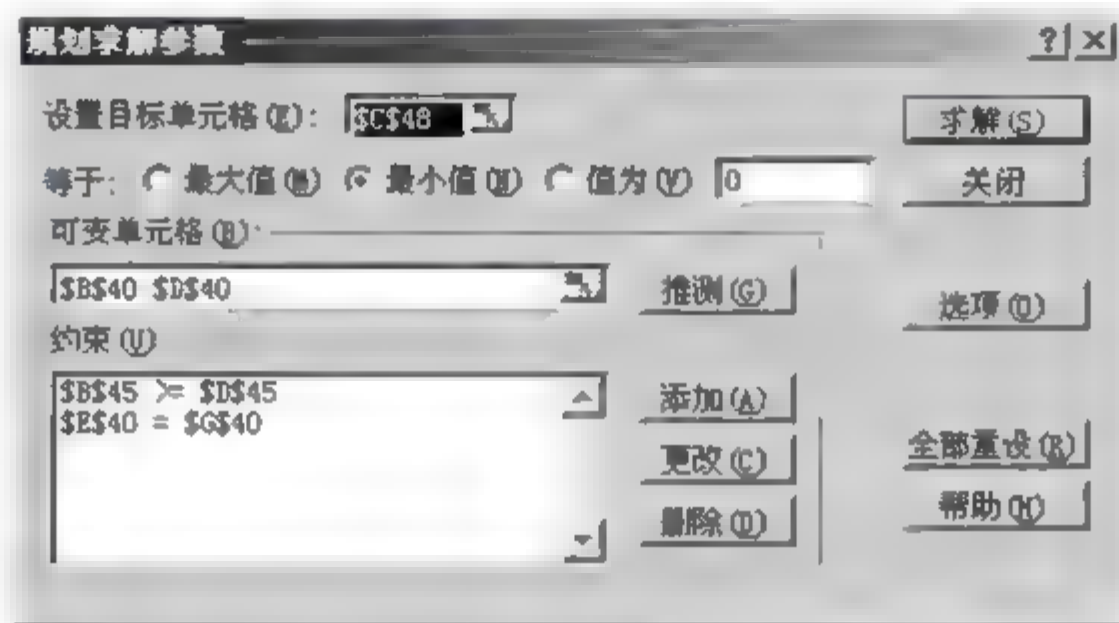 规划求解参数
设置目标单元格(E): $C$48 求解(S)
等于: 最大值(M) 最小值(N) 值为(V) 0 关闭
可变单元格(B):
$B$40 $D$40 推测(G) 选项(O)
约束(U)
$B$45 >= $D$45 添加(A)
$E$40 = $G$40
更改(C) 全部重设(R)
删除(D) 帮助(H)